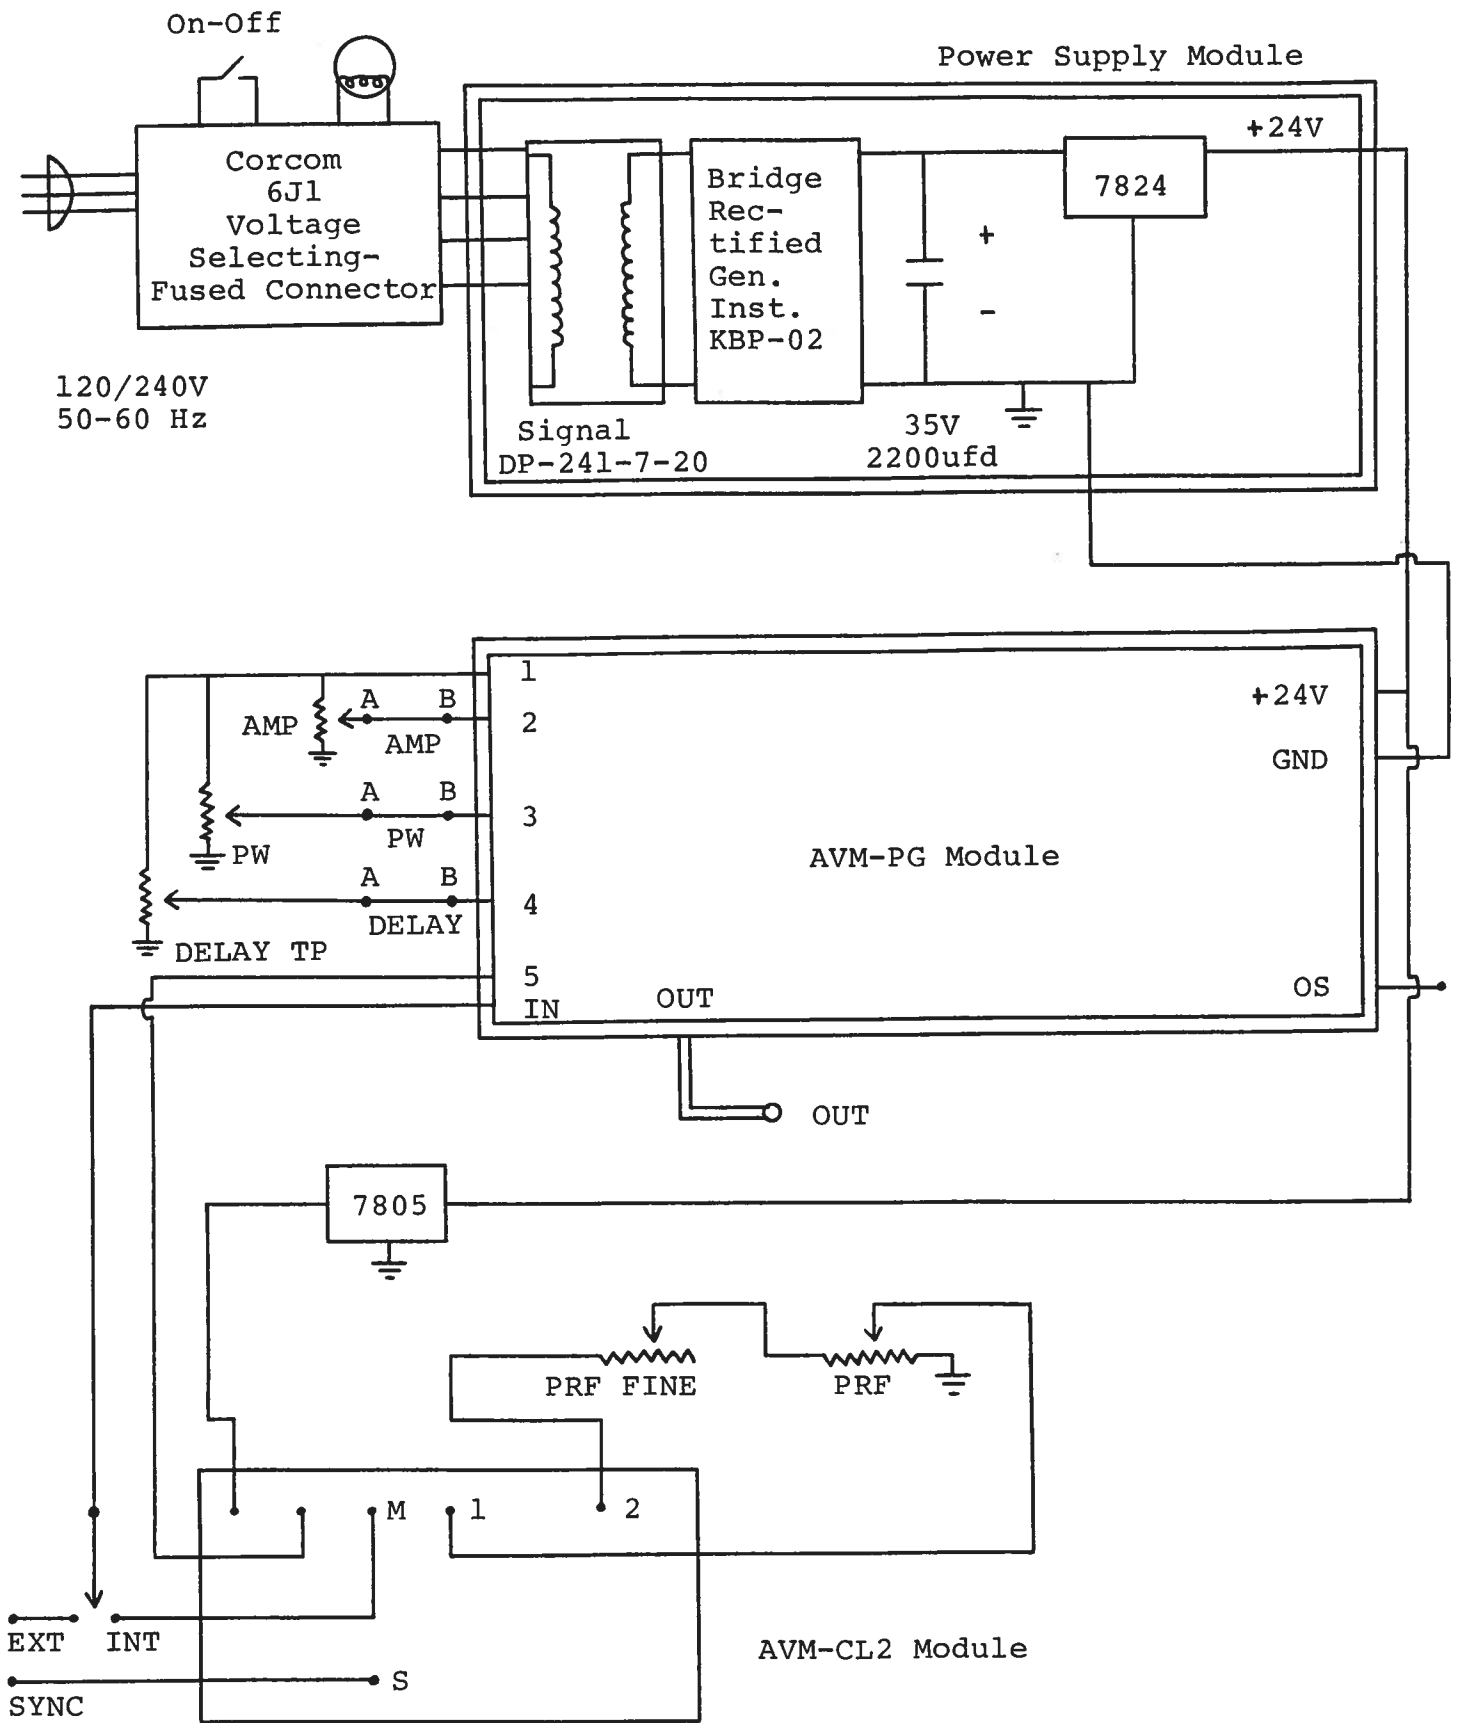 On-Off
Power Supply Module
Corcom
6J1
Voltage
Selecting-
Fused Connector
120/240V
50-60 Hz
Signal
DP-241-7-20
Bridge
Rec-
tified
Gen.
Inst.
KBP-02
+
-
35V
2200ufd
7824
+24V
1
A B
AMP
AMP
2
A B
PW
PW
3
A B
DELAY
DELAY TP
4
5
IN
OUT
AVM-PG Module
+24V
GND
OS
OUT
7805
PRF FINE
PRF
M
1
2
EXT INT
SYNC
S
AVM-CL2 Module